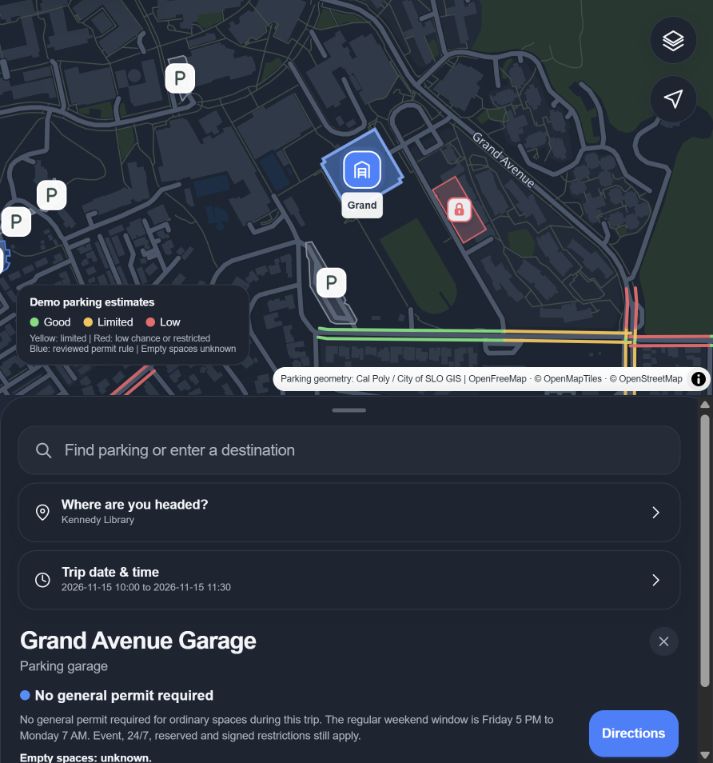 P
Grand Avenue
Grand
P
P
P
Demo parking estimates
Good Limited Low
Yellow: limited | Red: low chance or restricted
Blue: reviewed permit rule | Empty spaces unknown
Parking geometry: Cal Poly / City of SLO GIS | OpenFreeMap · © OpenMapTiles · © OpenStreetMap
Find parking or enter a destination
Where are you headed?
Kennedy Library
Trip date & time
2026-11-15 10:00 to 2026-11-15 11:30
Grand Avenue Garage
Parking garage
No general permit required
No general permit required for ordinary spaces during this trip. The regular weekend window is Friday 5 PM to
Monday 7 AM. Event, 24/7, reserved and signed restrictions still apply.
Directions
Empty spaces: unknown.